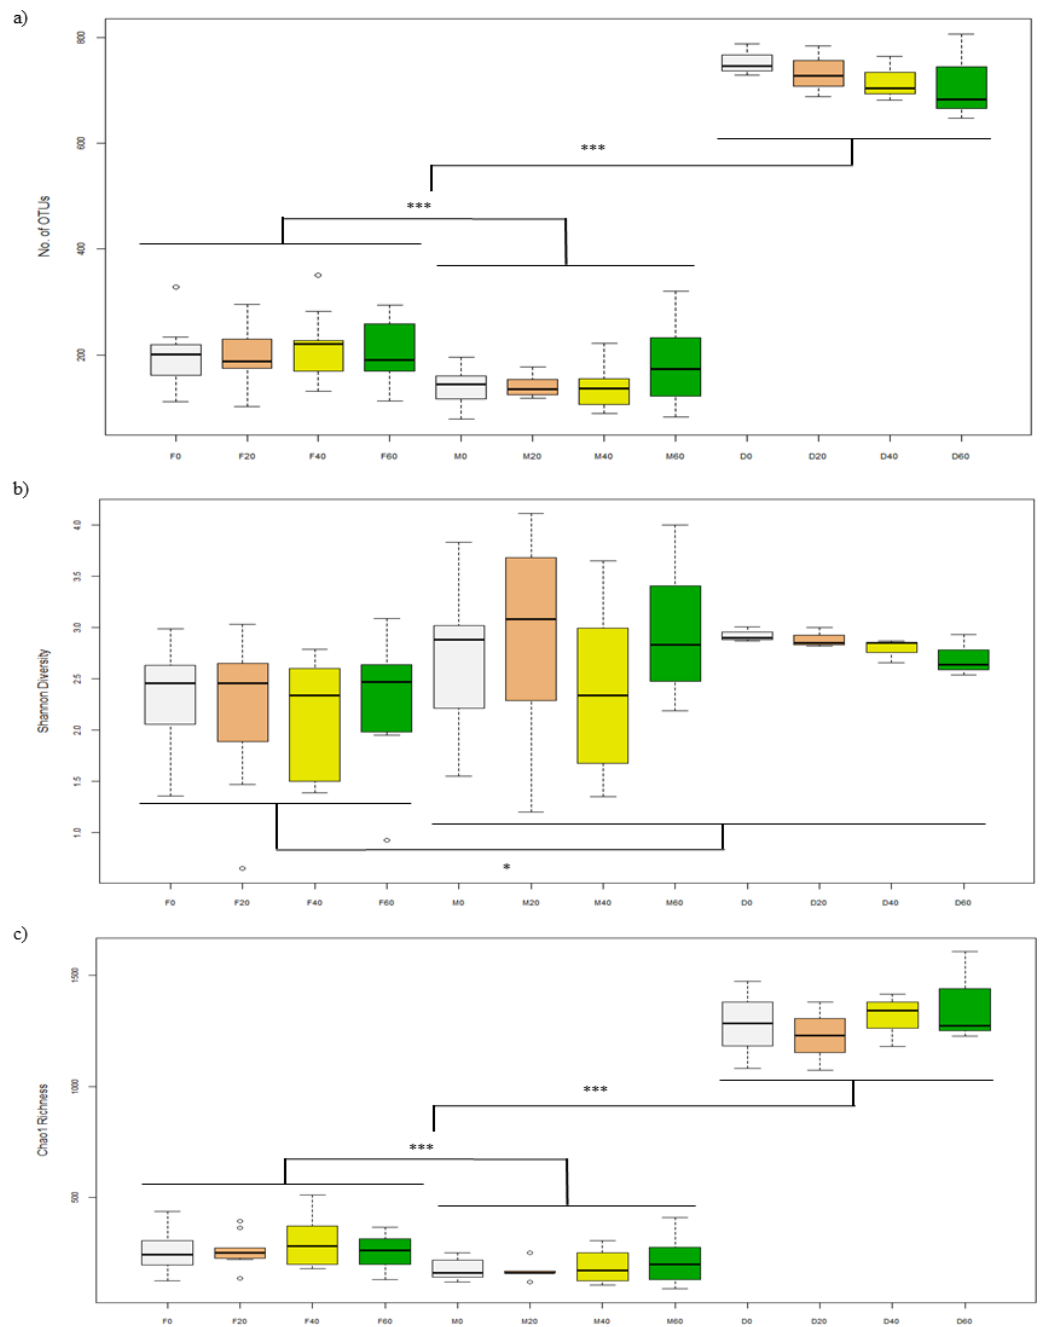 a)
No. of OTUs
800
600
400
200
***
***
F0 F20 F40 F60 M0 M20 M40 M60 D0 D20 D40 D60
b)
Shannon Diversity
4.0
3.5
3.0
2.5
2.0
1.5
1.0
*
F0 F20 F40 F60 M0 M20 M40 M60 D0 D20 D40 D60
c)
Chao1 Richness
1500
1000
500
***
***
F0 F20 F40 F60 M0 M20 M40 M60 D0 D20 D40 D60